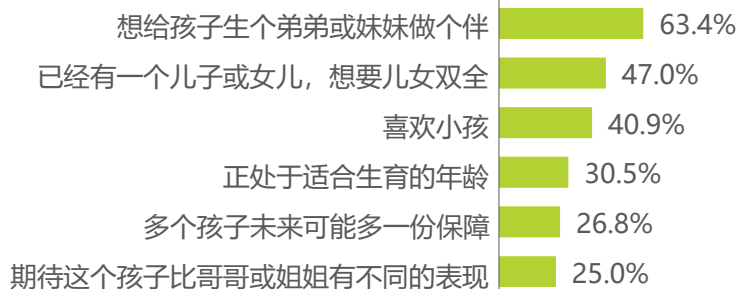 想给孩子生个弟弟或妹妹做个伴 63.4%
已经有一个儿子或女儿，想要儿女双全 47.0%
喜欢小孩 40.9%
正处于适合生育的年龄 30.5%
多个孩子未来可能多一份保障 26.8%
期待这个孩子比哥哥或姐姐有不同的表现 25.0%